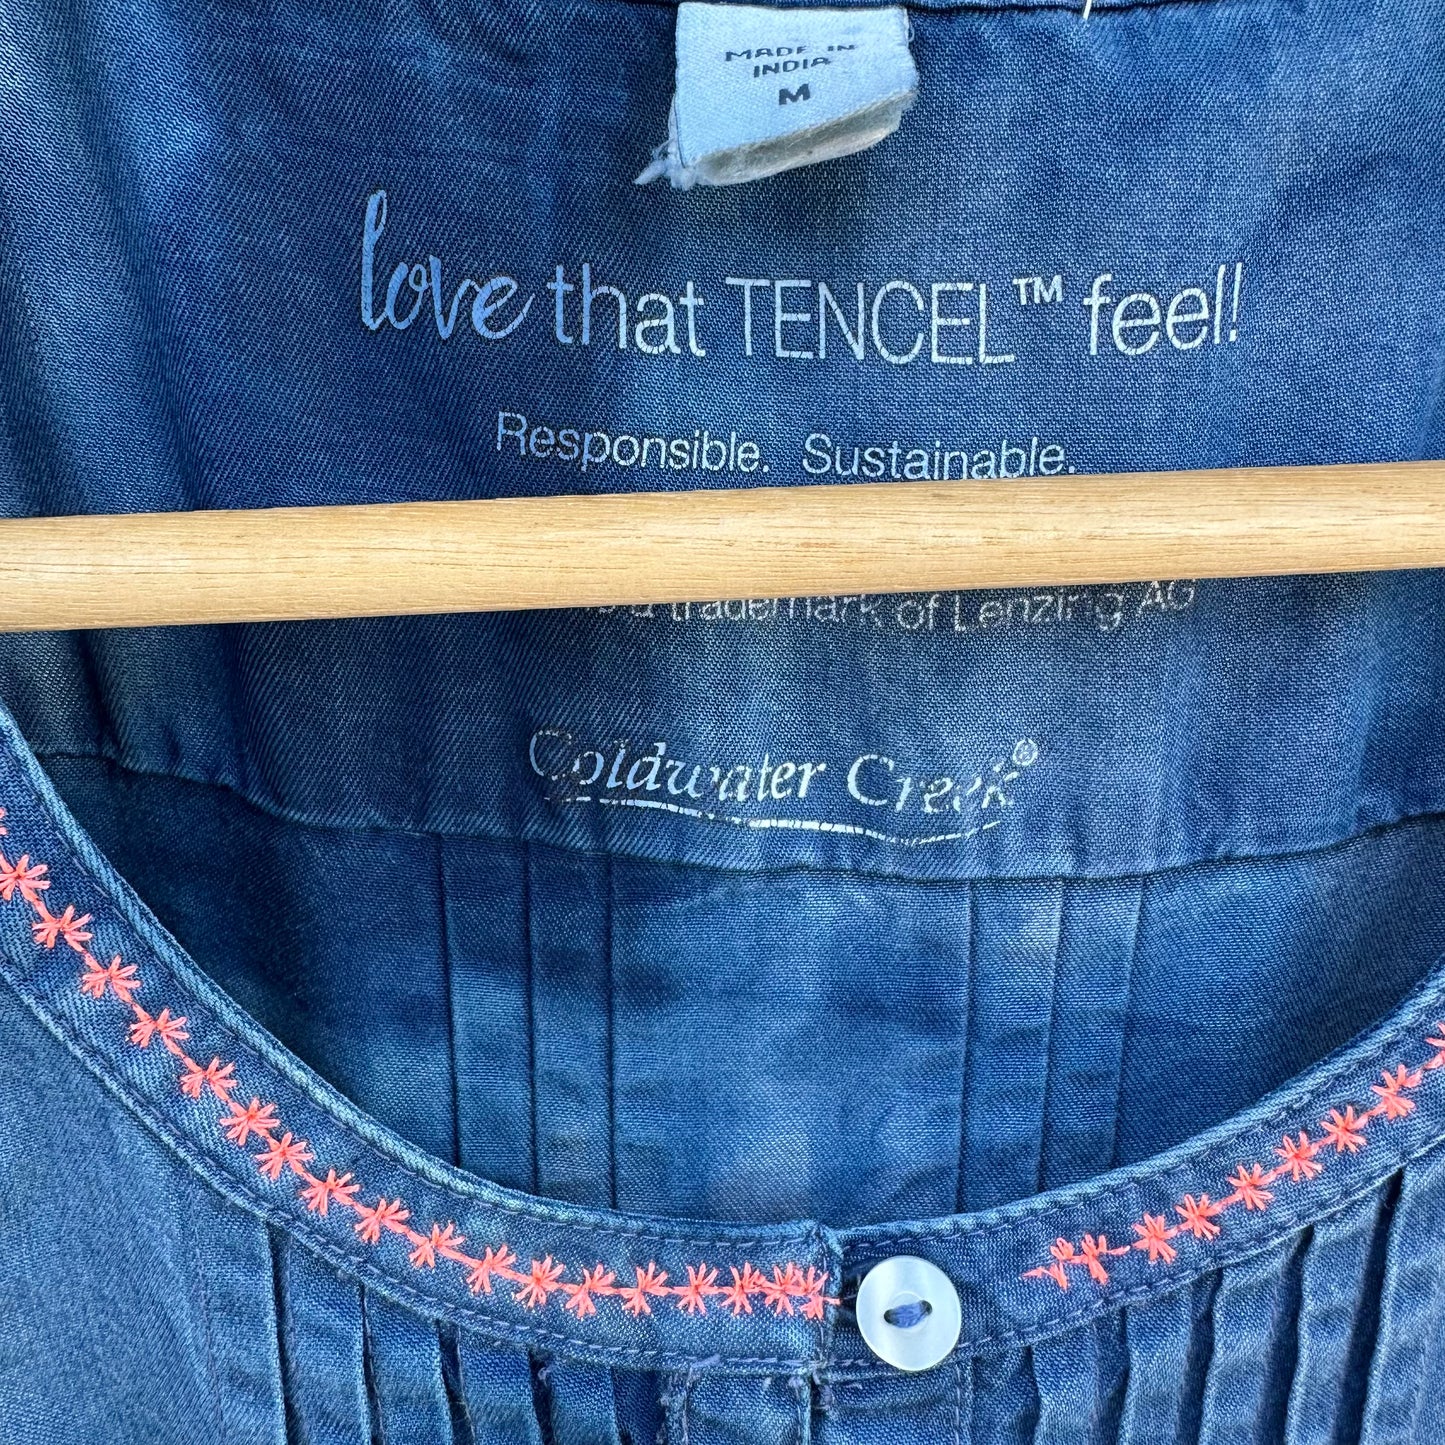 MADE IN
INDIA
M
love that TENCEL™ feel!
Responsible. Sustainable.
a trademark of Lenzing AG
Coldwater Creek®